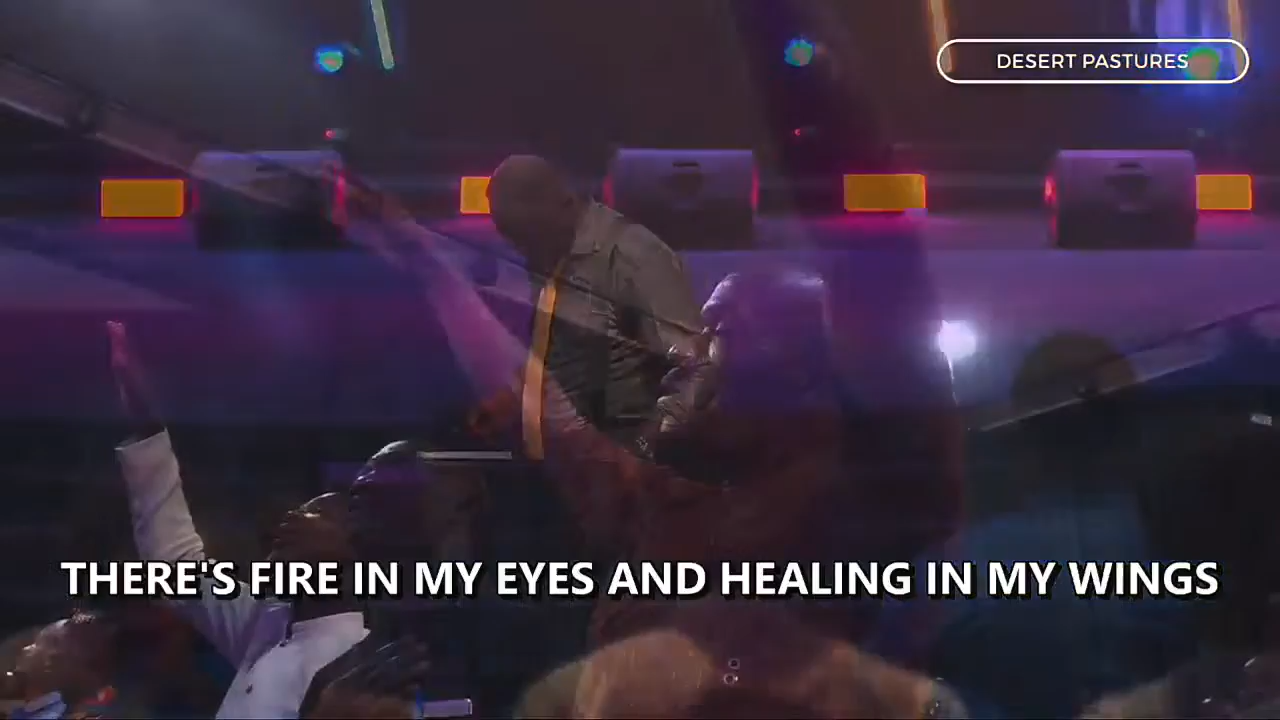 DESERT PASTURES
THERE'S FIRE IN MY EYES AND HEALING IN MY WINGS